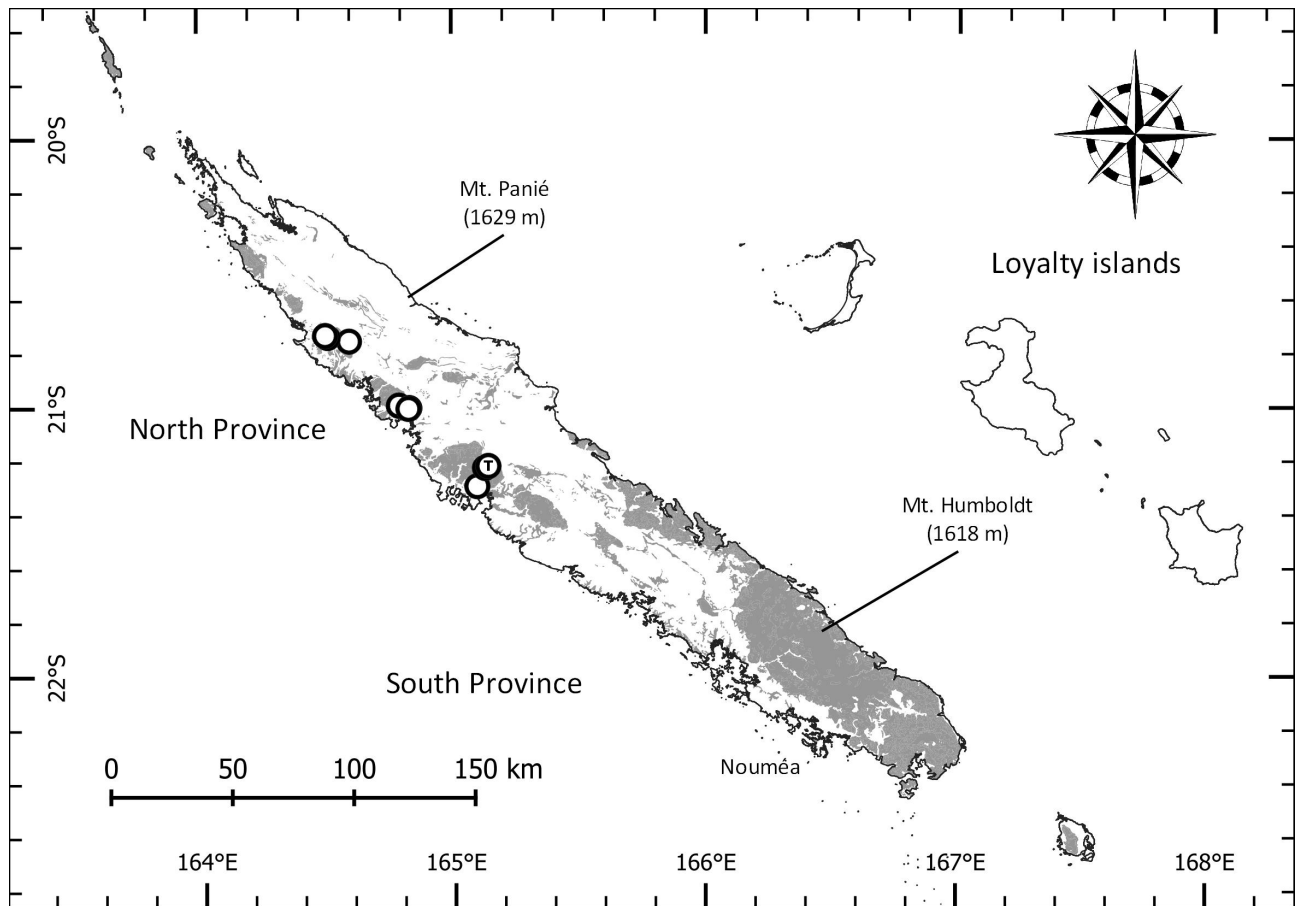 20°S
Mt. Panié
(1629 m)
Loyalty islands
21°S
North Province
T
Mt. Humboldt
(1618 m)
22°S
South Province
Nouméa
0 50 100 150 km
164°E 165°E 166°E 167°E 168°E